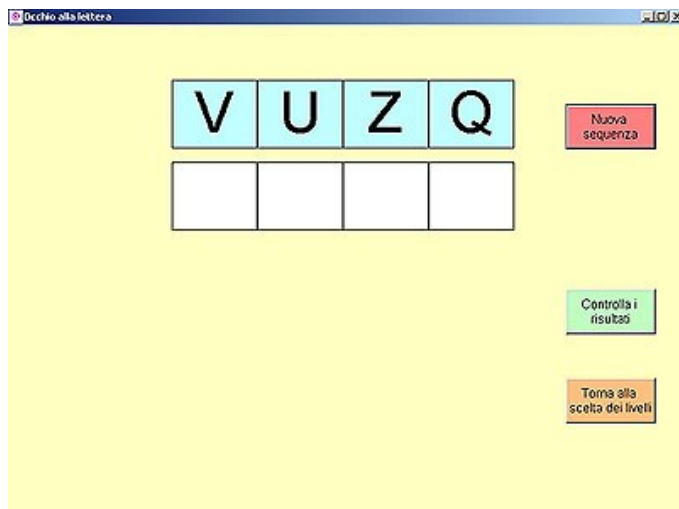 Occhio alla lettera
V U Z Q
Nuova
sequenza
Controlla i
risultati
Torna alla
scelta dei livelli